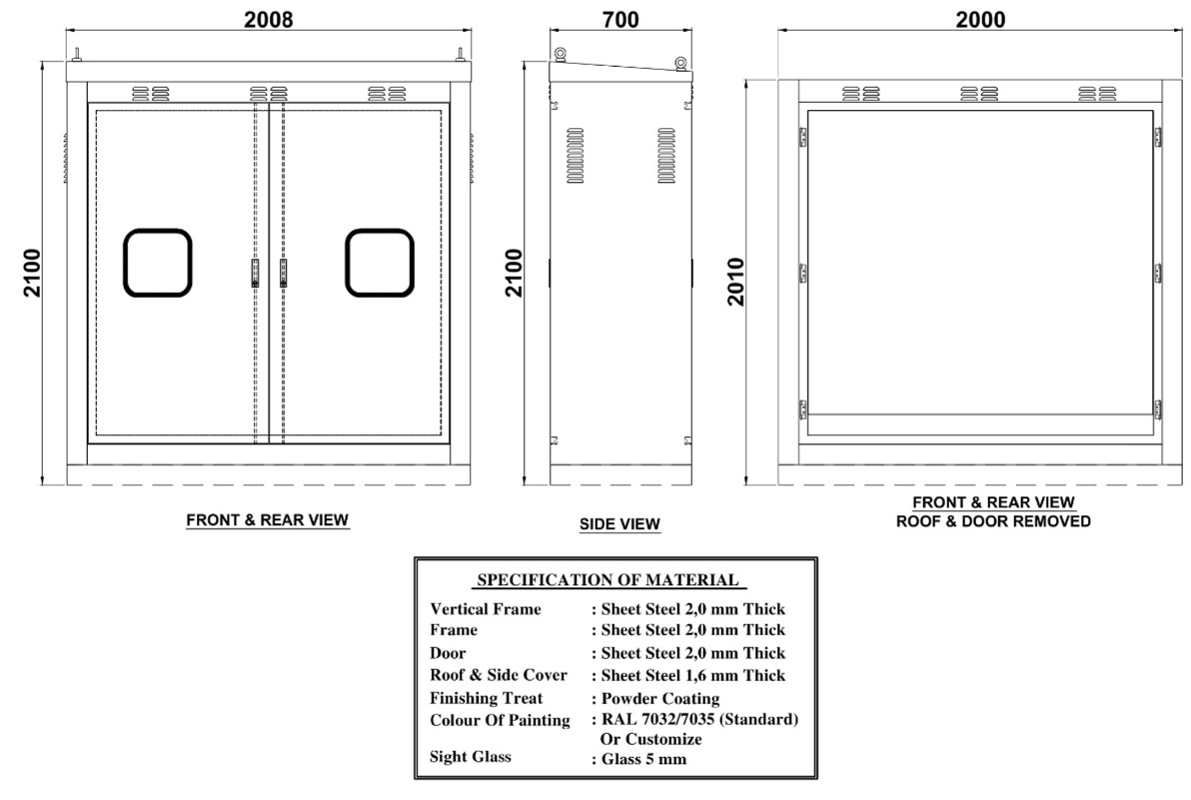 2008
700
2000
2100
2100
2010
FRONT & REAR VIEW
SIDE VIEW
FRONT & REAR VIEW
ROOF & DOOR REMOVED
SPECIFICATION OF MATERIAL
Vertical Frame : Sheet Steel 2,0 mm Thick
Frame : Sheet Steel 2,0 mm Thick
Door : Sheet Steel 2,0 mm Thick
Roof & Side Cover : Sheet Steel 1,6 mm Thick
Finishing Treat : Powder Coating
Colour Of Painting : RAL 7032/7035 (Standard)
Or Customize
Sight Glass : Glass 5 mm